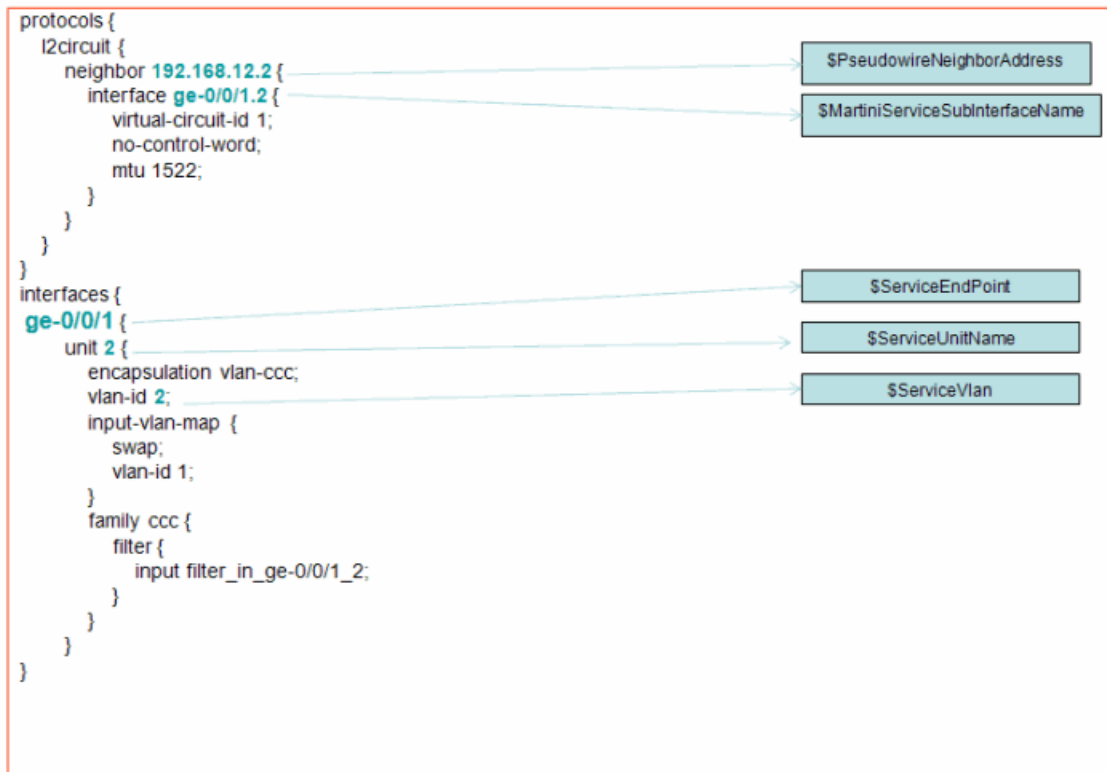 protocols {
l2circuit {
neighbor 192.168.12.2 {
$PseudowireNeighborAddress
interface ge-0/0/1.2 {
$MartiniServiceSubInterfaceName
virtual-circuit-id 1;
no-control-word;
mtu 1522;
}
}
}
}
interfaces {
$ServiceEndPoint
ge-0/0/1 {
unit 2 {
$ServiceUnitName
encapsulation vlan-ccc;
vlan-id 2;
$ServiceVlan
input-vlan-map {
swap;
vlan-id 1;
}
family ccc {
filter {
input filter_in_ge-0/0/1_2;
}
}
}
}